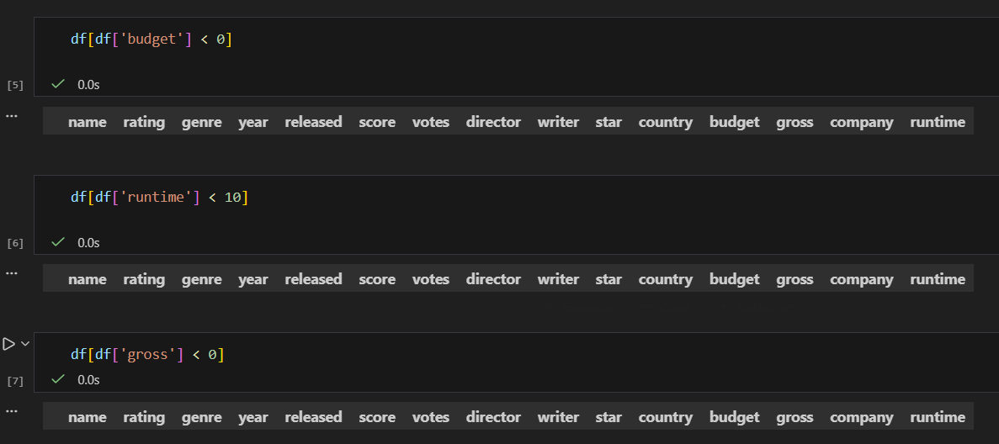 df[df['budget'] < 0]
[5]
0.0s
...
name rating genre year released score votes director writer star country budget gross company runtime
df[df['runtime'] < 10]
[6]
0.0s
...
name rating genre year released score votes director writer star country budget gross company runtime
df[df['gross'] < 0]
[7]
0.0s
...
name rating genre year released score votes director writer star country budget gross company runtime